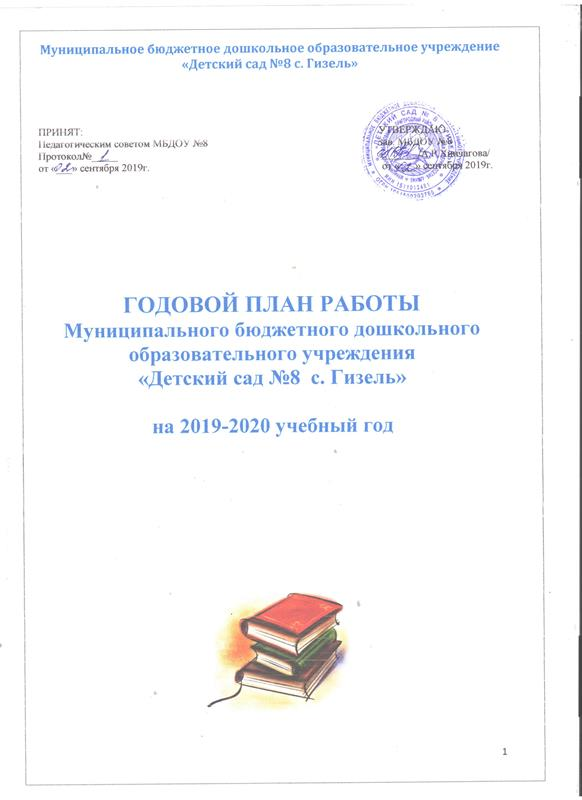 Муниципальное бюджетное дошкольное образовательное учреждение
«Детский сад №8 с. Гизель»
ПРИНЯТ:
Педагогическим советом МБДОУ №8
Протокол№ 1
от «02» сентября 2019г.
УТВЕРЖДАЮ
Зав. МБДОУ №8
от « » сентября 2019г.
ГОДОВОЙ ПЛАН РАБОТЫ
Муниципального бюджетного дошкольного
образовательного учреждения
«Детский сад №8 с. Гизель»
на 2019-2020 учебный год
1